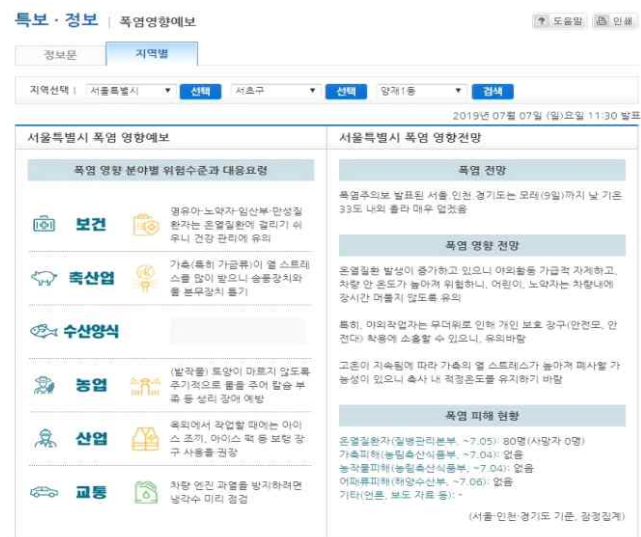 특보·정보 | 폭염영향예보
도움말 인쇄
정보문 지역별
지역선택 | 서울특별시 ▼ 선택 서초구 ▼ 선택 양재1동 ▼ 검색
2019년 07월 07일 (일)요일 11:30 발표
서울특별시 폭염 영향예보
폭염 영향 분야별 위험수준과 대응요령
보건
영유아·노약자·임산부·만성질
환자는 온열질환에 걸리기 쉬
우니 건강 관리에 유의
축산업
가축(특히 가금류)이 열 스트레
스를 많이 받으니 송풍장치와
물 분무장치 틀기
수산양식
농업
(밭작물) 토양이 마르지 않도록
주기적으로 물을 주어 칼슘 부
족 등 생리 장애 예방
산업
옥외에서 작업할 때에는 아이
스 조끼, 아이스 팩 등 보냉 장
구 사용을 권장
교통
차량 엔진 과열을 방지하려면
냉각수 미리 점검
서울특별시 폭염 영향전망
폭염 전망
폭염주의보 발표된 서울·인천·경기도는 모레(9일)까지 낮 기온
33도 내외 올라 매우 덥겠음
폭염 영향 전망
온열질환 발생이 증가하고 있으니 야외활동 가급적 자제하고,
차량 안 온도가 높아져 위험하니, 어린이, 노약자는 차량내에
장시간 머물지 않도록 유의
특히, 야외작업자는 무더위로 인해 개인 보호 장구(안전모, 안
전대) 착용에 소홀할 수 있으니, 유의바람
고온이 지속됨에 따라 가축의 열 스트레스가 높아져 폐사할 가
능성이 있으니 축사 내 적정온도를 유지하기 바람
폭염 피해 현황
온열질환자(질병관리본부, ~7.05): 80명(사망자 0명)
가축피해(농림축산식품부, ~7.04): 없음
농작물피해(농림축산식품부, ~7.04): 없음
어패류피해(해양수산부, ~7.06): 없음
기타(언론, 보도 자료 등): -
(서울·인천·경기도 기준, 잠정집계)